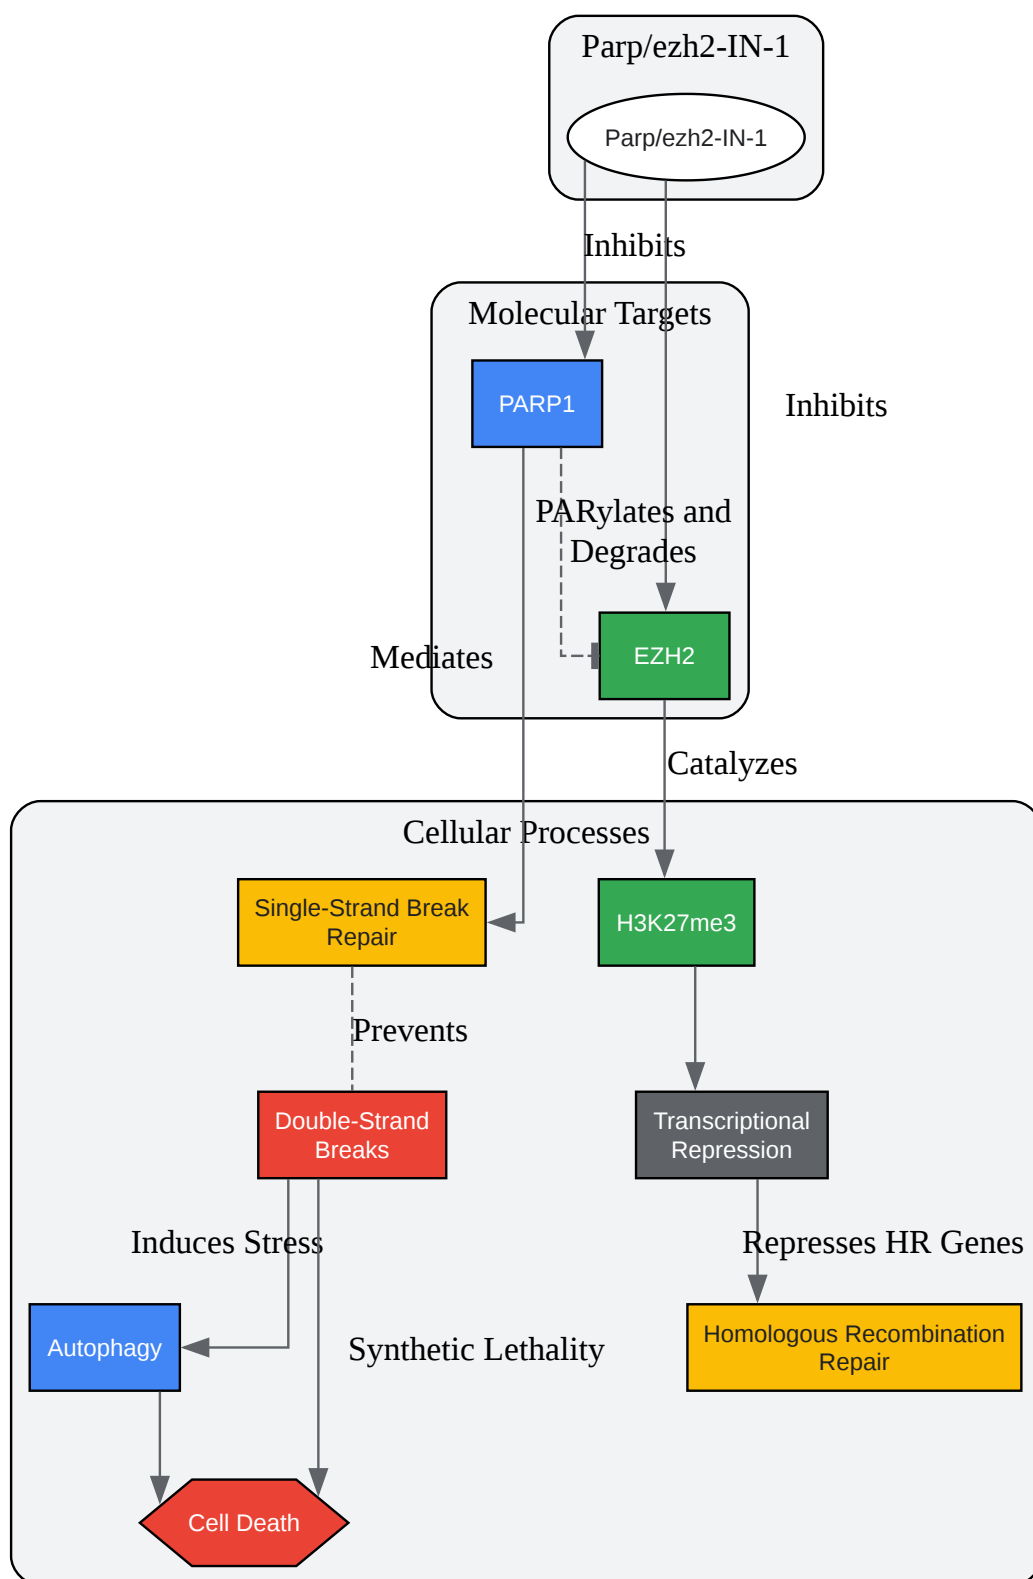 Parp/ezh2-IN-1
Parp/ezh2-IN-1
Inhibits
Molecular Targets
PARP1
Inhibits
PARylates and
Degrades
Mediates
EZH2
Catalyzes
Cellular Processes
Single-Strand Break
Repair
H3K27me3
Prevents
Double-Strand
Breaks
Transcriptional
Repression
Induces Stress
Represses HR Genes
Autophagy
Synthetic Lethality
Homologous Recombination
Repair
Cell Death